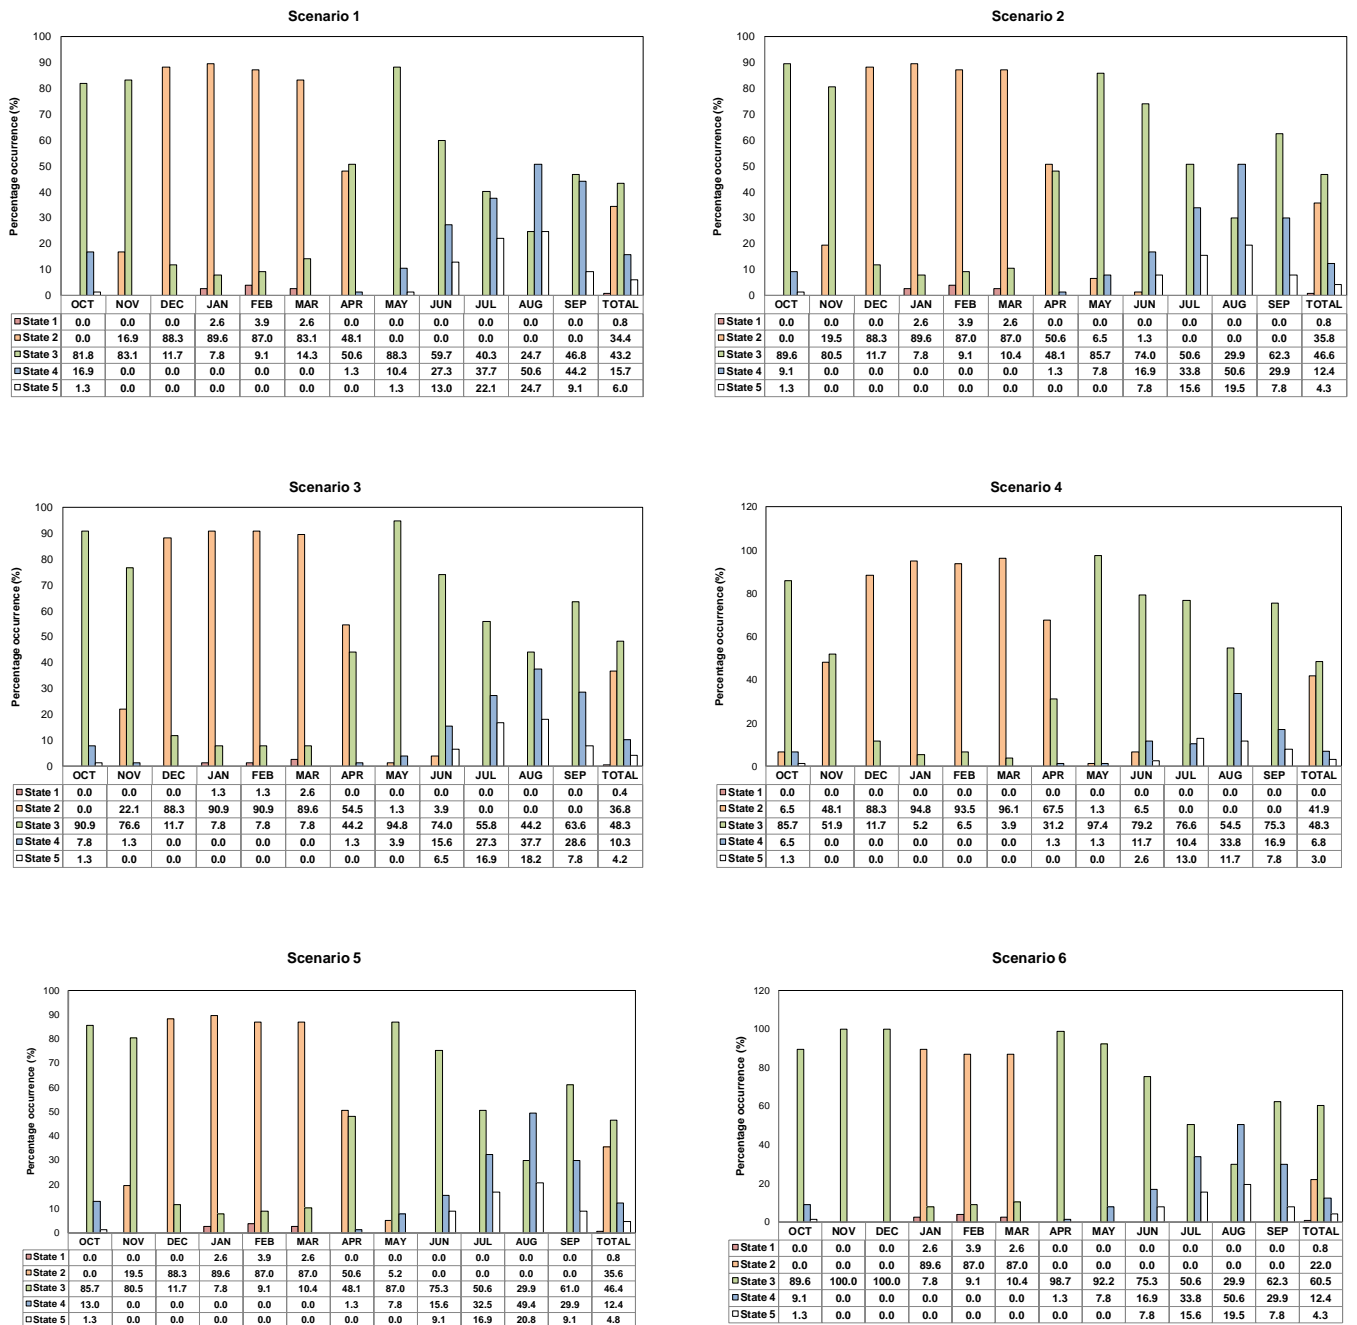 Scenario 1
100
90
80
70
60
50
40
30
20
10
0
Percentage occurrence (%)
OCT NOV DEC JAN FEB MAR APR MAY JUN JUL AUG SEP TOTAL
State 1 0.0 0.0 0.0 2.6 3.9 2.6 0.0 0.0 0.0 0.0 0.0 0.0 0.8
State 2 0.0 16.9 88.3 89.6 87.0 83.1 48.1 0.0 0.0 0.0 0.0 0.0 34.4
State 3 81.8 83.1 11.7 7.8 9.1 14.3 50.6 88.3 59.7 40.3 24.7 46.8 43.2
State 4 16.9 0.0 0.0 0.0 0.0 0.0 1.3 10.4 27.3 37.7 50.6 44.2 15.7
State 5 1.3 0.0 0.0 0.0 0.0 0.0 0.0 1.3 13.0 22.1 24.7 9.1 6.0
Scenario 2
100
90
80
70
60
50
40
30
20
10
0
Percentage occurrence (%)
OCT NOV DEC JAN FEB MAR APR MAY JUN JUL AUG SEP TOTAL
State 1 0.0 0.0 0.0 2.6 3.9 2.6 0.0 0.0 0.0 0.0 0.0 0.0 0.8
State 2 0.0 19.5 88.3 89.6 87.0 87.0 50.6 6.5 1.3 0.0 0.0 0.0 35.8
State 3 89.6 80.5 11.7 7.8 9.1 10.4 48.1 85.7 74.0 50.6 29.9 62.3 46.6
State 4 9.1 0.0 0.0 0.0 0.0 0.0 1.3 7.8 16.9 33.8 50.6 29.9 12.4
State 5 1.3 0.0 0.0 0.0 0.0 0.0 0.0 0.0 7.8 15.6 19.5 7.8 4.3
Scenario 3
100
90
80
70
60
50
40
30
20
10
0
Percentage occurrence (%)
OCT NOV DEC JAN FEB MAR APR MAY JUN JUL AUG SEP TOTAL
State 1 0.0 0.0 0.0 1.3 1.3 2.6 0.0 0.0 0.0 0.0 0.0 0.0 0.4
State 2 0.0 22.1 88.3 90.9 90.9 89.6 54.5 1.3 3.9 0.0 0.0 0.0 36.8
State 3 90.9 76.6 11.7 7.8 7.8 7.8 44.2 94.8 74.0 55.8 44.2 63.6 48.3
State 4 7.8 1.3 0.0 0.0 0.0 0.0 1.3 3.9 15.6 27.3 37.7 28.6 10.3
State 5 1.3 0.0 0.0 0.0 0.0 0.0 0.0 0.0 6.5 16.9 18.2 7.8 4.2
Scenario 4
120
100
80
60
40
20
0
Percentage occurrence (%)
OCT NOV DEC JAN FEB MAR APR MAY JUN JUL AUG SEP TOTAL
State 1 0.0 0.0 0.0 0.0 0.0 0.0 0.0 0.0 0.0 0.0 0.0 0.0 0.0
State 2 6.5 48.1 88.3 94.8 93.5 96.1 67.5 1.3 6.5 0.0 0.0 0.0 41.9
State 3 85.7 51.9 11.7 5.2 6.5 3.9 31.2 97.4 79.2 76.6 54.5 75.3 48.3
State 4 6.5 0.0 0.0 0.0 0.0 0.0 1.3 1.3 11.7 10.4 33.8 16.9 6.8
State 5 1.3 0.0 0.0 0.0 0.0 0.0 0.0 0.0 2.6 13.0 11.7 7.8 3.0
Scenario 5
100
90
80
70
60
50
40
30
20
10
0
Percentage occurrence (%)
OCT NOV DEC JAN FEB MAR APR MAY JUN JUL AUG SEP TOTAL
State 1 0.0 0.0 0.0 2.6 3.9 2.6 0.0 0.0 0.0 0.0 0.0 0.0 0.8
State 2 0.0 19.5 88.3 89.6 87.0 87.0 50.6 5.2 0.0 0.0 0.0 0.0 35.6
State 3 85.7 80.5 11.7 7.8 9.1 10.4 48.1 87.0 75.3 50.6 29.9 61.0 46.4
State 4 13.0 0.0 0.0 0.0 0.0 0.0 1.3 7.8 15.6 32.5 49.4 29.9 12.4
State 5 1.3 0.0 0.0 0.0 0.0 0.0 0.0 0.0 9.1 16.9 20.8 9.1 4.8
Scenario 6
120
100
80
60
40
20
0
Percentage occurrence (%)
OCT NOV DEC JAN FEB MAR APR MAY JUN JUL AUG SEP TOTAL
State 1 0.0 0.0 0.0 2.6 3.9 2.6 0.0 0.0 0.0 0.0 0.0 0.0 0.8
State 2 0.0 0.0 0.0 89.6 87.0 87.0 0.0 0.0 0.0 0.0 0.0 0.0 22.0
State 3 89.6 100.0 100.0 7.8 9.1 10.4 98.7 92.2 75.3 50.6 29.9 62.3 60.5
State 4 9.1 0.0 0.0 0.0 0.0 0.0 1.3 7.8 16.9 33.8 50.6 29.9 12.4
State 5 1.3 0.0 0.0 0.0 0.0 0.0 0.0 0.0 7.8 15.6 19.5 7.8 4.3